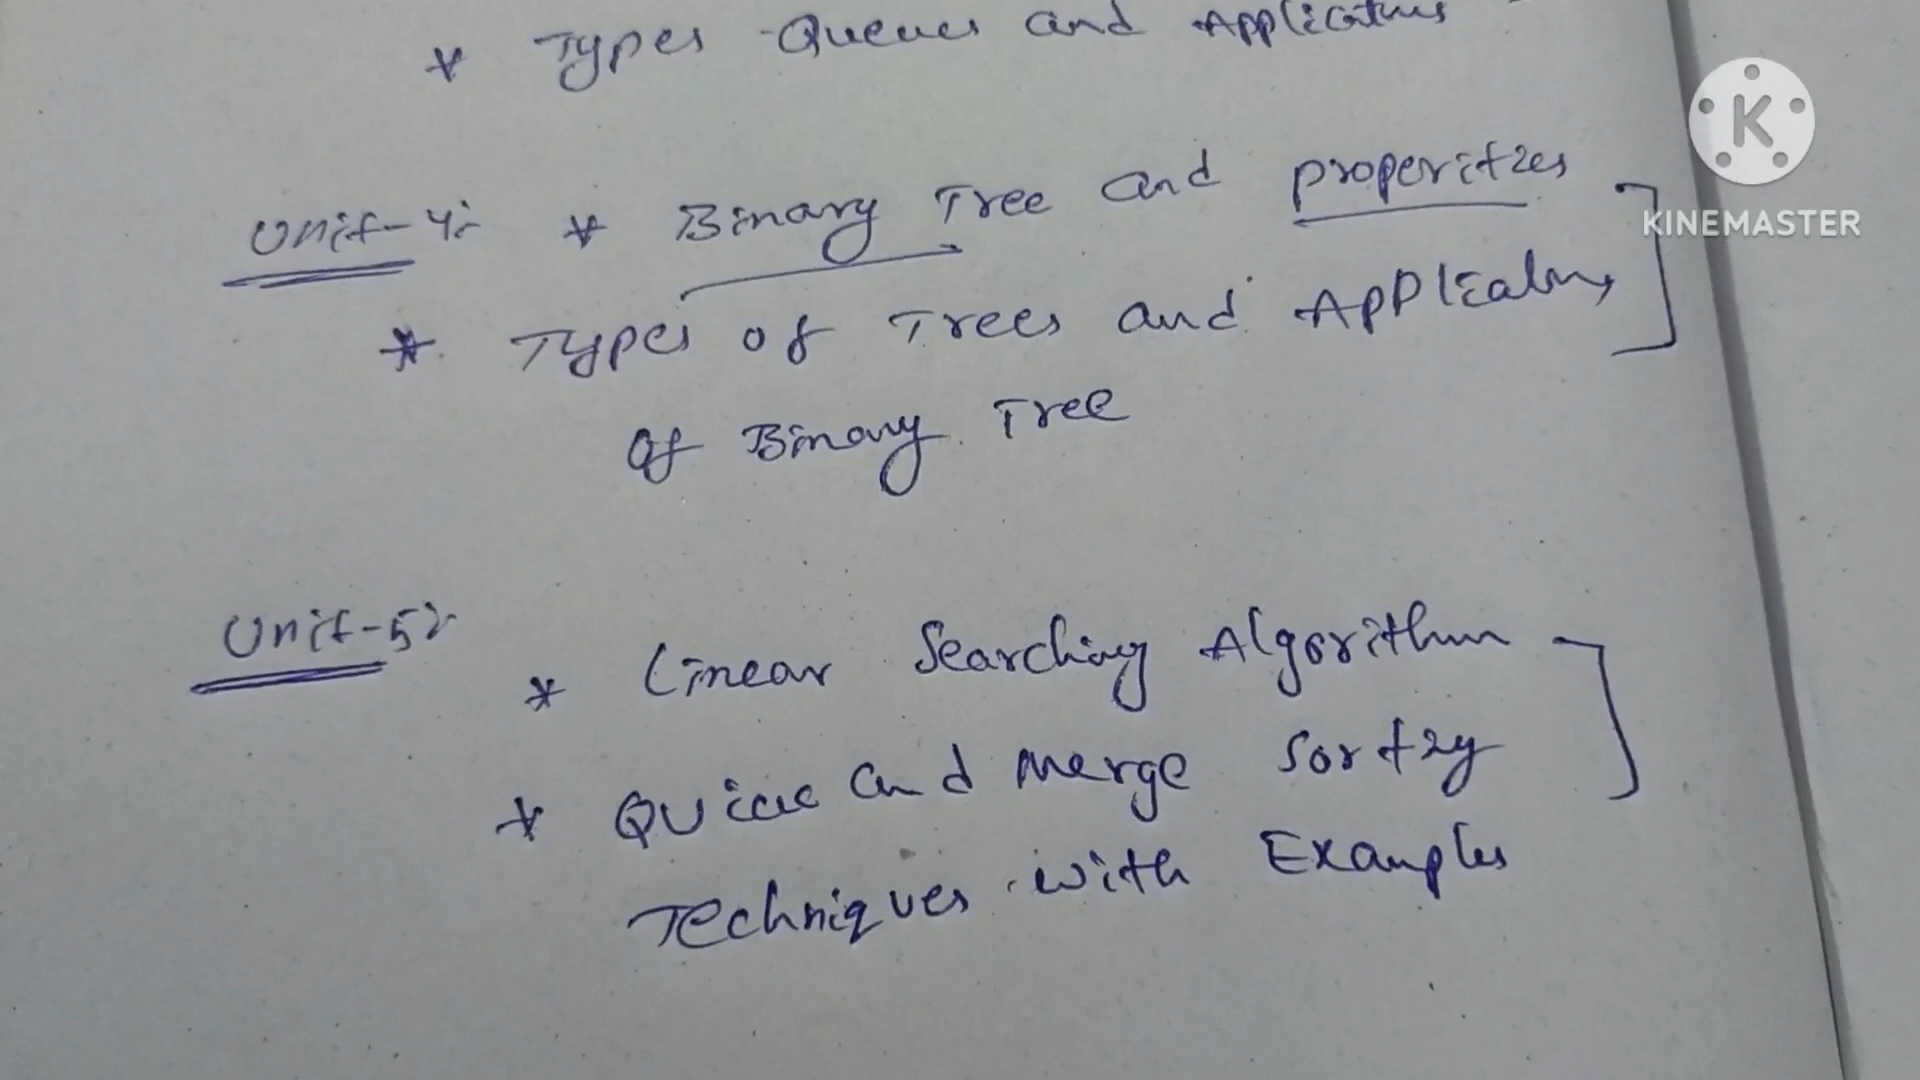 * Types Queues and Applications
Unit-4:- * Binary Tree and properities
* Types of Trees and Applications
of Binary Tree
Unit-5:-
* Linear Searching Algorithm
* Quick and Merge Sorting
Techniques with Examples
K
KINEMASTER